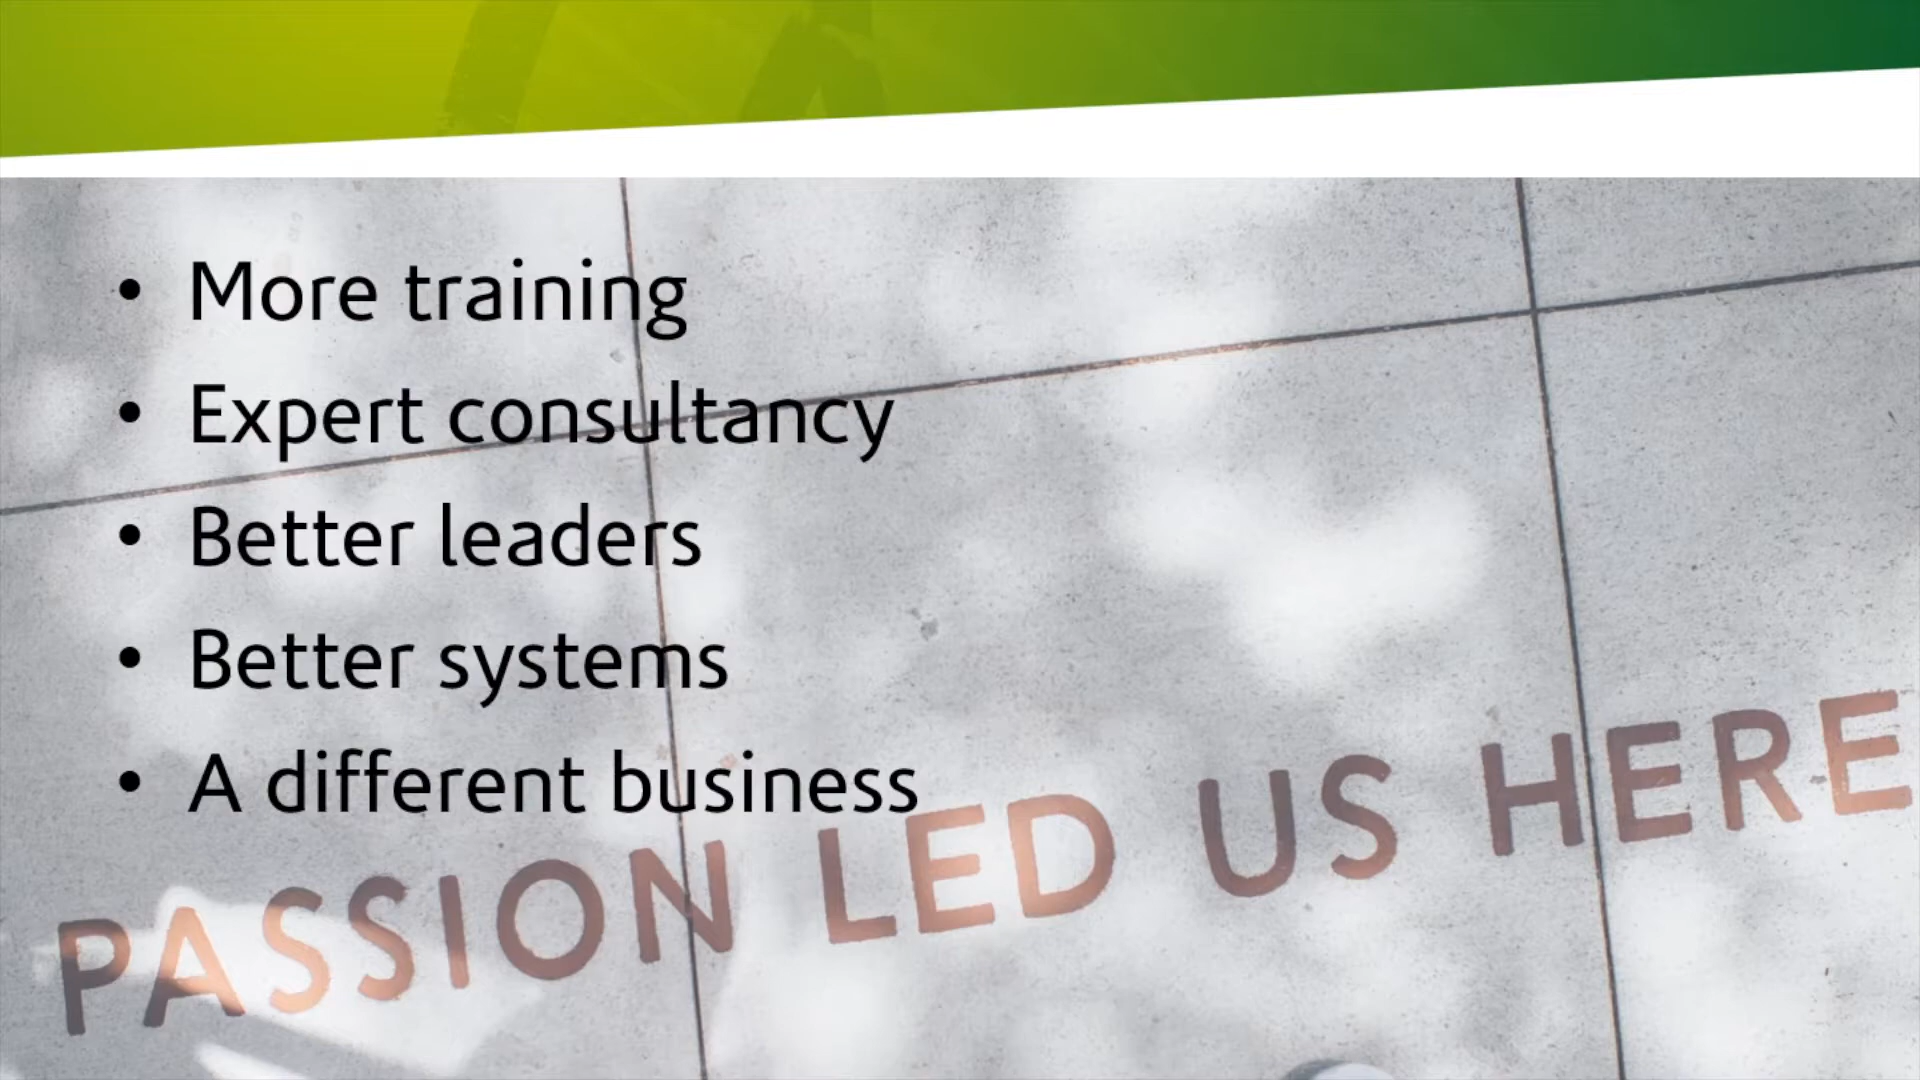 • More training
• Expert consultancy
• Better leaders
• Better systems
• A different business
PASSION LED US HERE